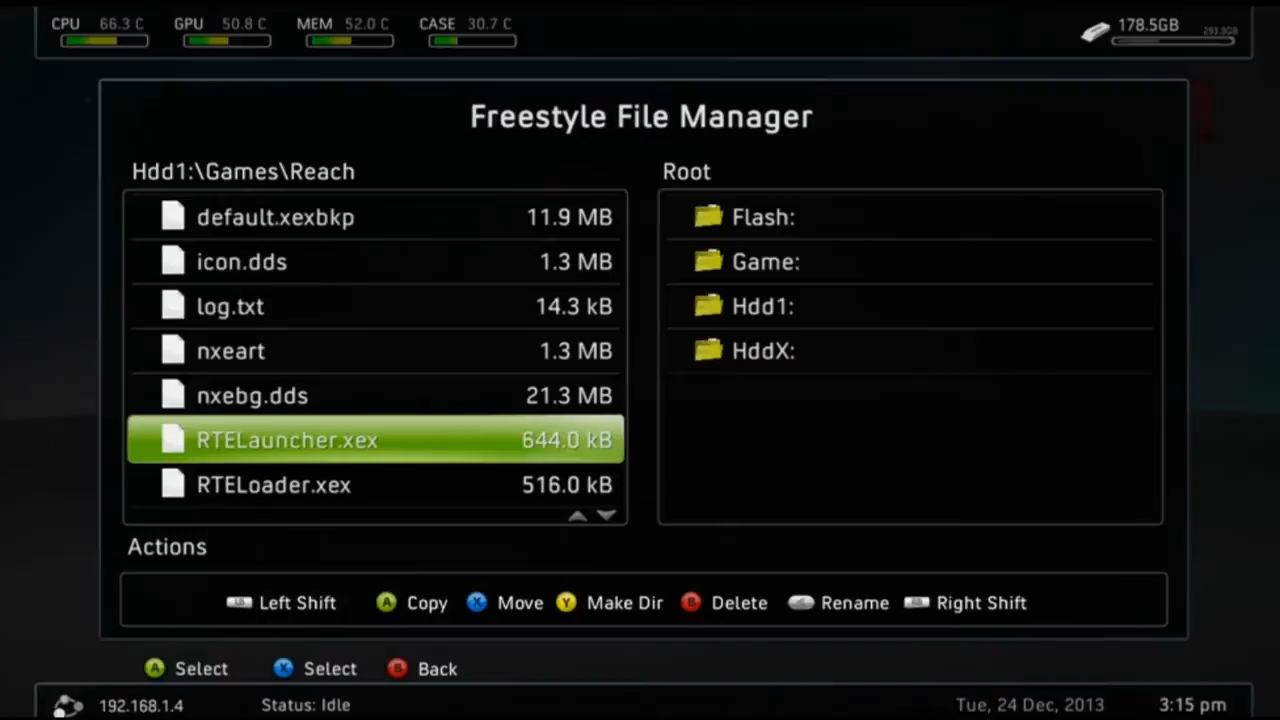 CPU 66.3 C GPU 50.8 C MEM 52.0 C CASE 30.7 C 178.5GB 293.9GB
Freestyle File Manager
Hdd1:\Games\Reach Root
default.xexbkp 11.9 MB Flash:
icon.dds 1.3 MB Game:
log.txt 14.3 kB Hdd1:
nxeart 1.3 MB HddX:
nxebg.dds 21.3 MB
RTELauncher.xex 644.0 kB
RTELoader.xex 516.0 kB
Actions
Left Shift A Copy X Move Y Make Dir B Delete Rename Right Shift
A Select X Select B Back
192.168.1.4 Status: Idle Tue, 24 Dec, 2013 3:15 pm